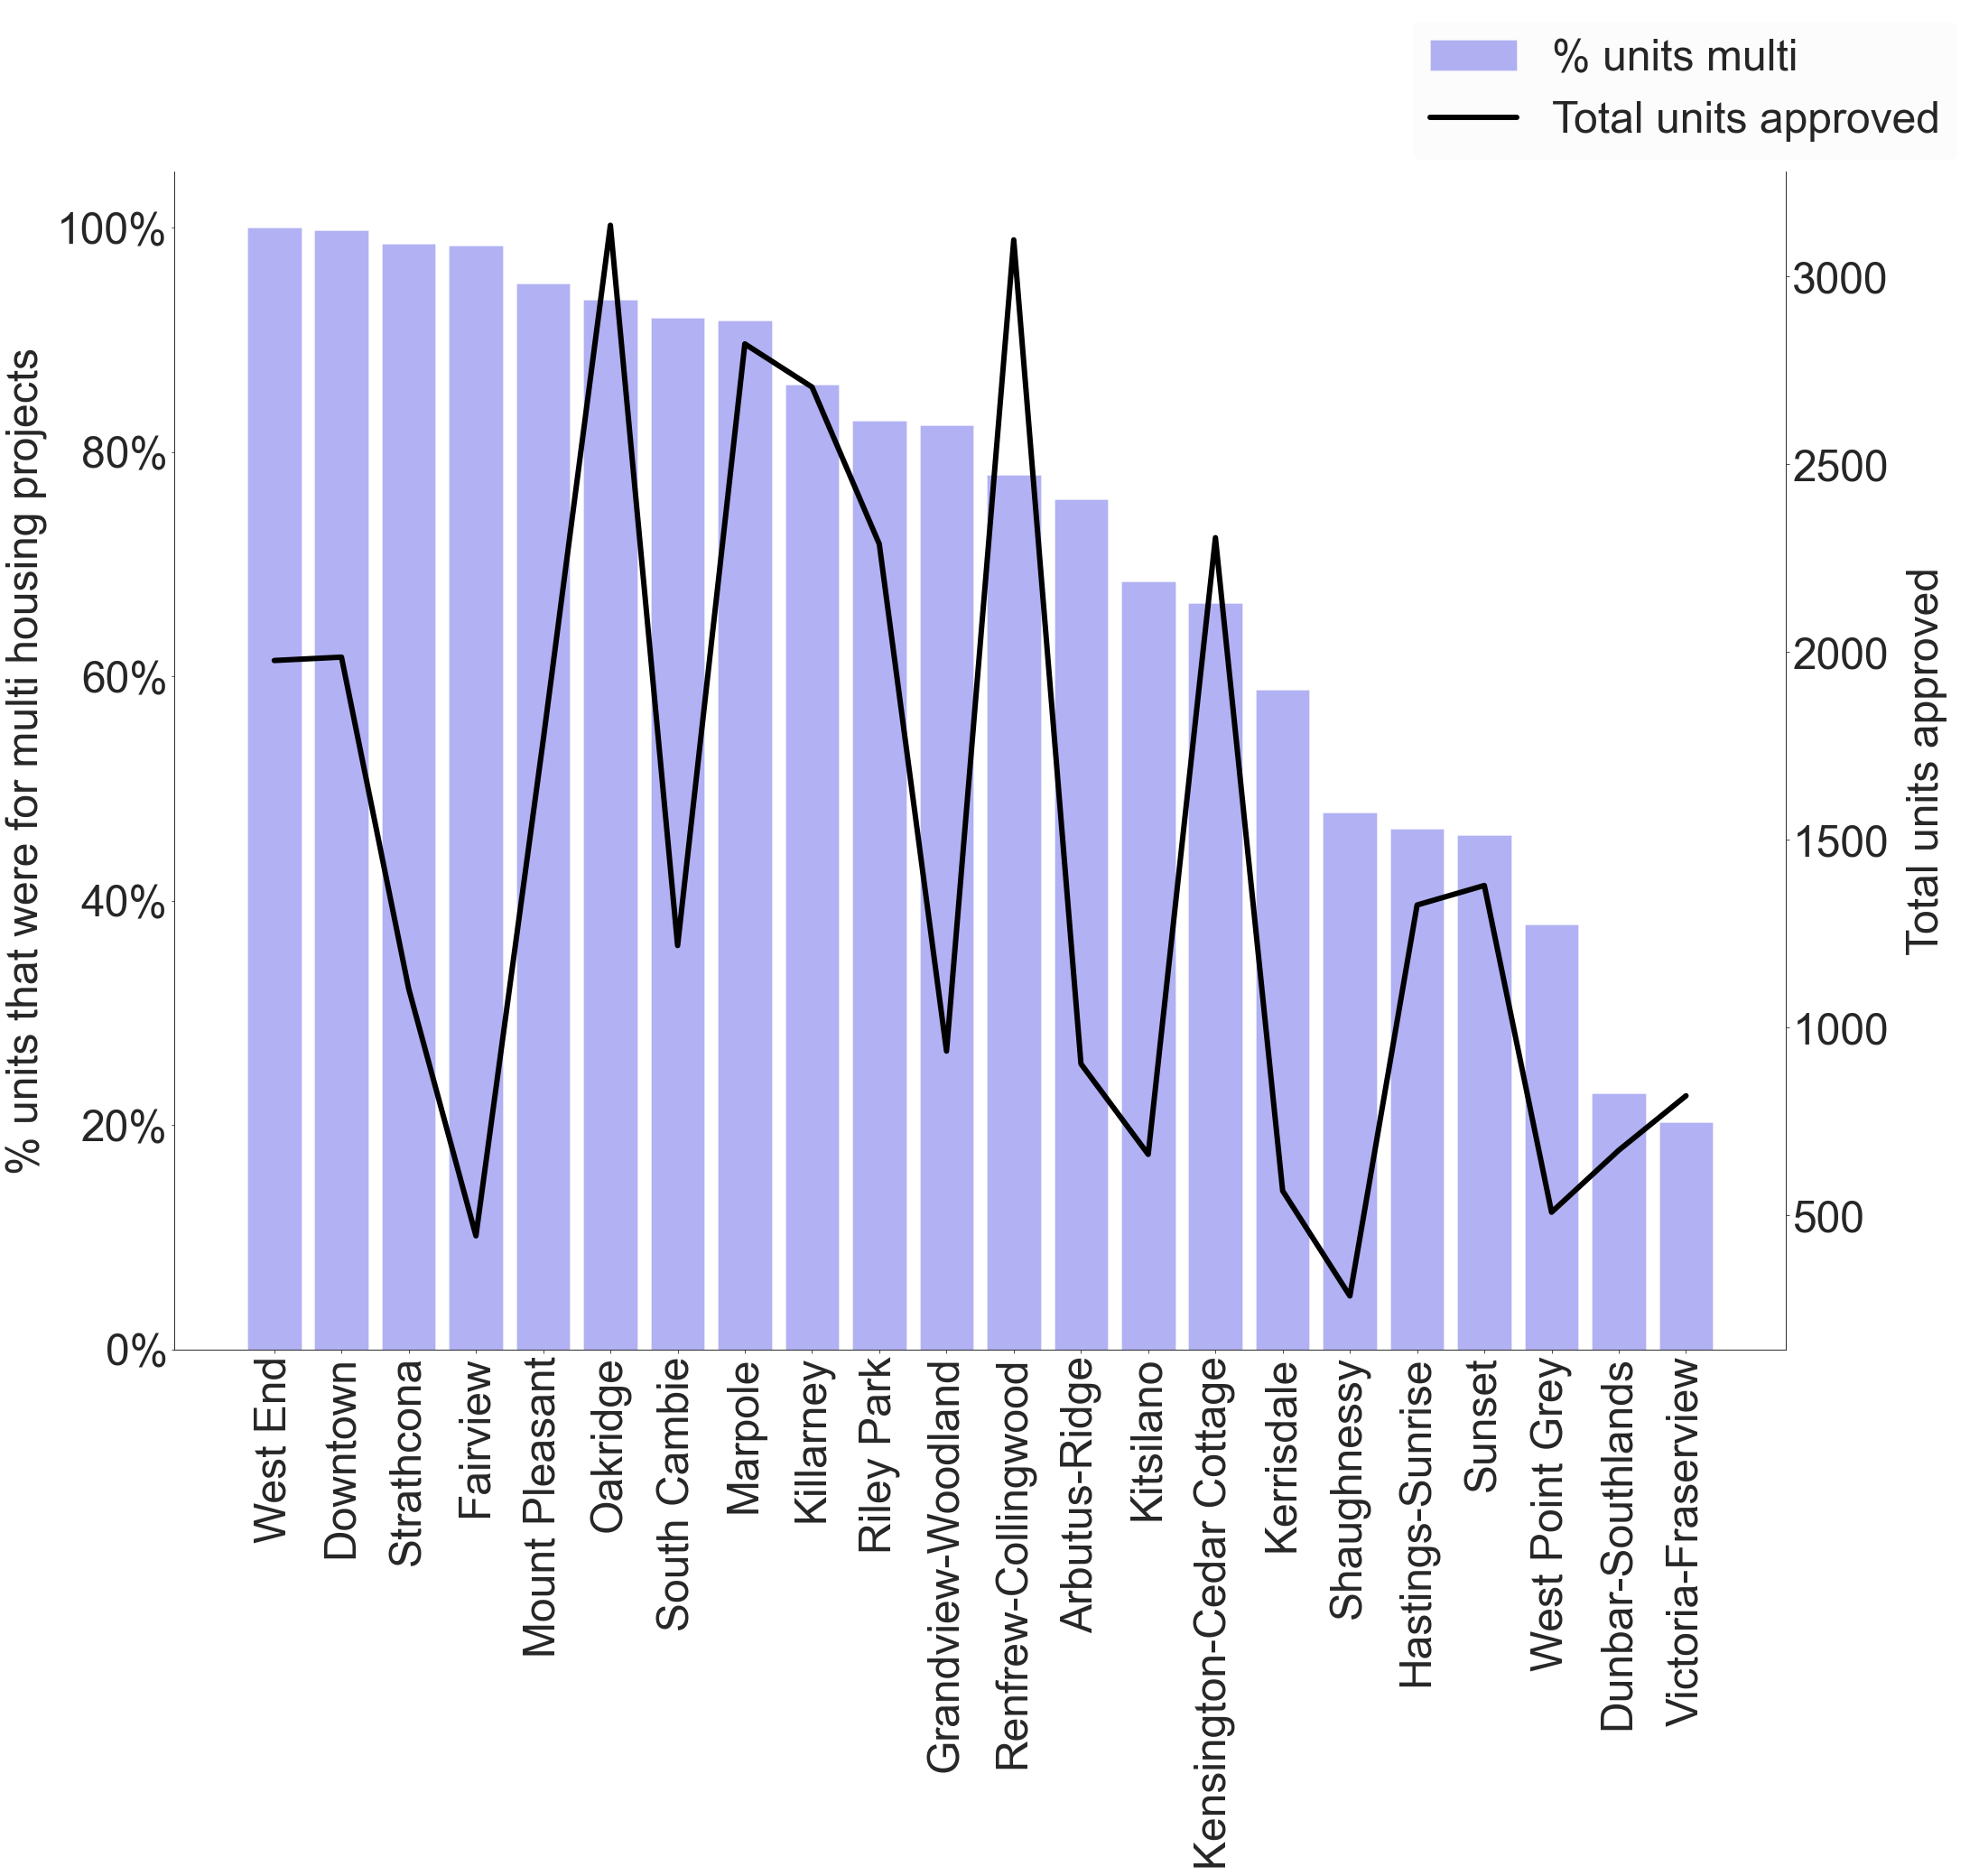 % units multi
Total units approved
% units that were for multi housing projects
100%
80%
60%
40%
20%
0%
3000
2500
2000
1500
1000
500
Total units approved
West End
Downtown
Strathcona
Fairview
Mount Pleasant
Oakridge
South Cambie
Marpole
Killarney
Riley Park
Grandview-Woodland
Renfrew-Collingwood
Arbutus-Ridge
Kitsilano
Kensington-Cedar Cottage
Kerrisdale
Shaughnessy
Hastings-Sunrise
Sunset
West Point Grey
Dunbar-Southlands
Victoria-Fraserview